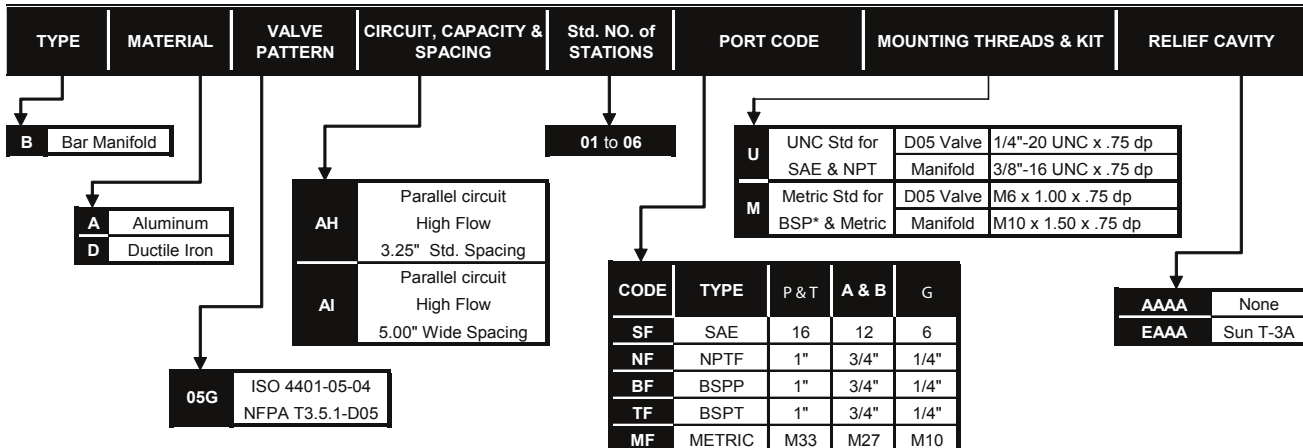 TYPE
MATERIAL
VALVE
PATTERN
CIRCUIT, CAPACITY &
SPACING
Std. NO. of
STATIONS
PORT CODE
MOUNTING THREADS & KIT
RELIEF CAVITY
B Bar Manifold
A Aluminum
D Ductile Iron
05G
ISO 4401-05-04
NFPA T3.5.1-D05
AH
Parallel circuit
High Flow
3.25" Std. Spacing
AI
Parallel circuit
High Flow
5.00" Wide Spacing
01 to 06
CODE TYPE P & T A & B G
SF SAE 16 12 6
NF NPTF 1" 3/4" 1/4"
BF BSPP 1" 3/4" 1/4"
TF BSPT 1" 3/4" 1/4"
MF METRIC M33 M27 M10
U
UNC Std for D05 Valve 1/4"-20 UNC x .75 dp
SAE & NPT Manifold 3/8"-16 UNC x .75 dp
M
Metric Std for D05 Valve M6 x 1.00 x .75 dp
BSP* & Metric Manifold M10 x 1.50 x .75 dp
AAAA None
EAAA Sun T-3A